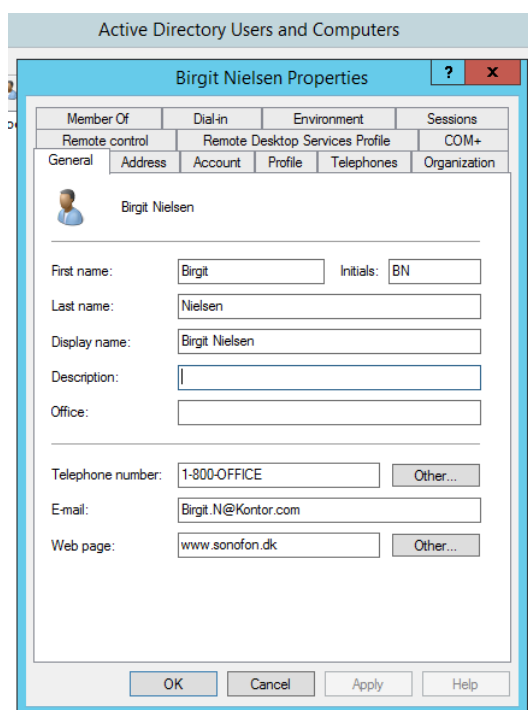 Active Directory Users and Computers
Birgit Nielsen Properties ? x
Member Of Dial-in Environment Sessions
Remote control Remote Desktop Services Profile COM+
General Address Account Profile Telephones Organization
Birgit Nielsen
First name: Birgit Initials: BN
Last name: Nielsen
Display name: Birgit Nielsen
Description:
Office:
Telephone number: 1-800-OFFICE Other...
E-mail: Birgit.N@Kontor.com
Web page: www.sonofon.dk Other...
OK Cancel Apply Help